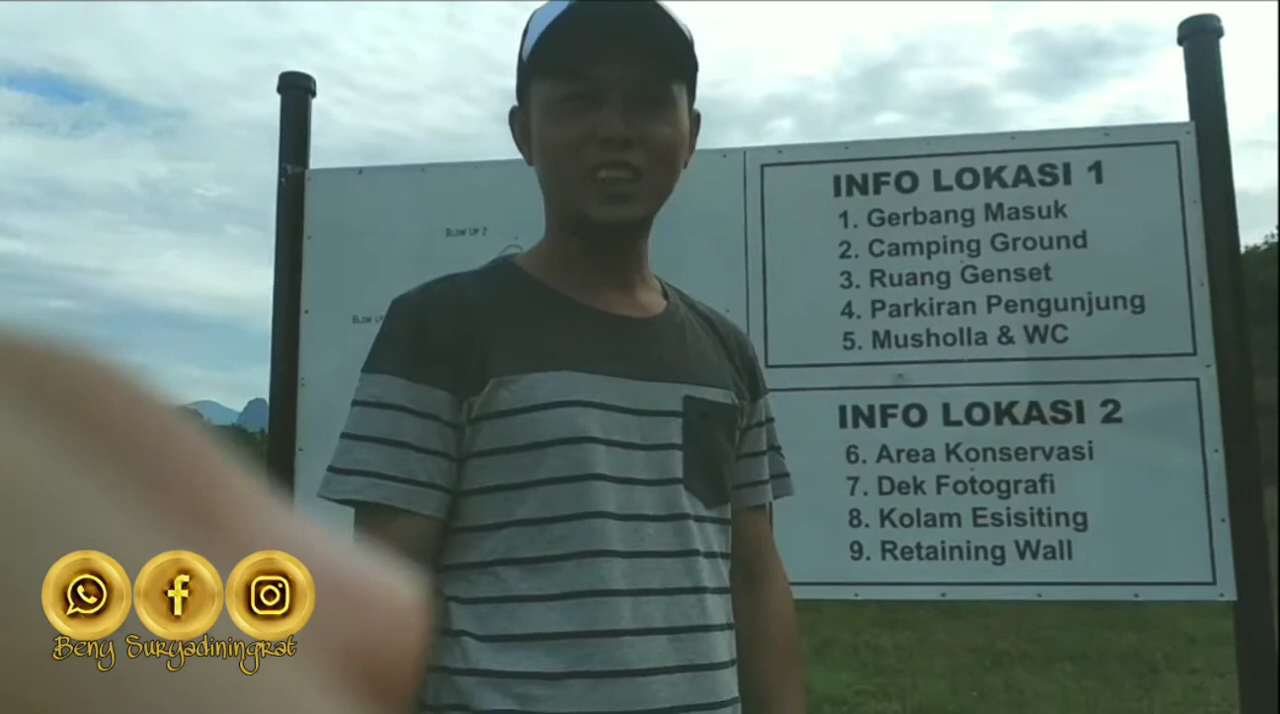 BLOW UP 2
BLOW UP
INFO LOKASI 1
1. Gerbang Masuk
2. Camping Ground
3. Ruang Genset
4. Parkiran Pengunjung
5. Musholla & WC
INFO LOKASI 2
6. Area Konservasi
7. Dek Fotografi
8. Kolam Esisiting
9. Retaining Wall
Beny Suryadiningrat